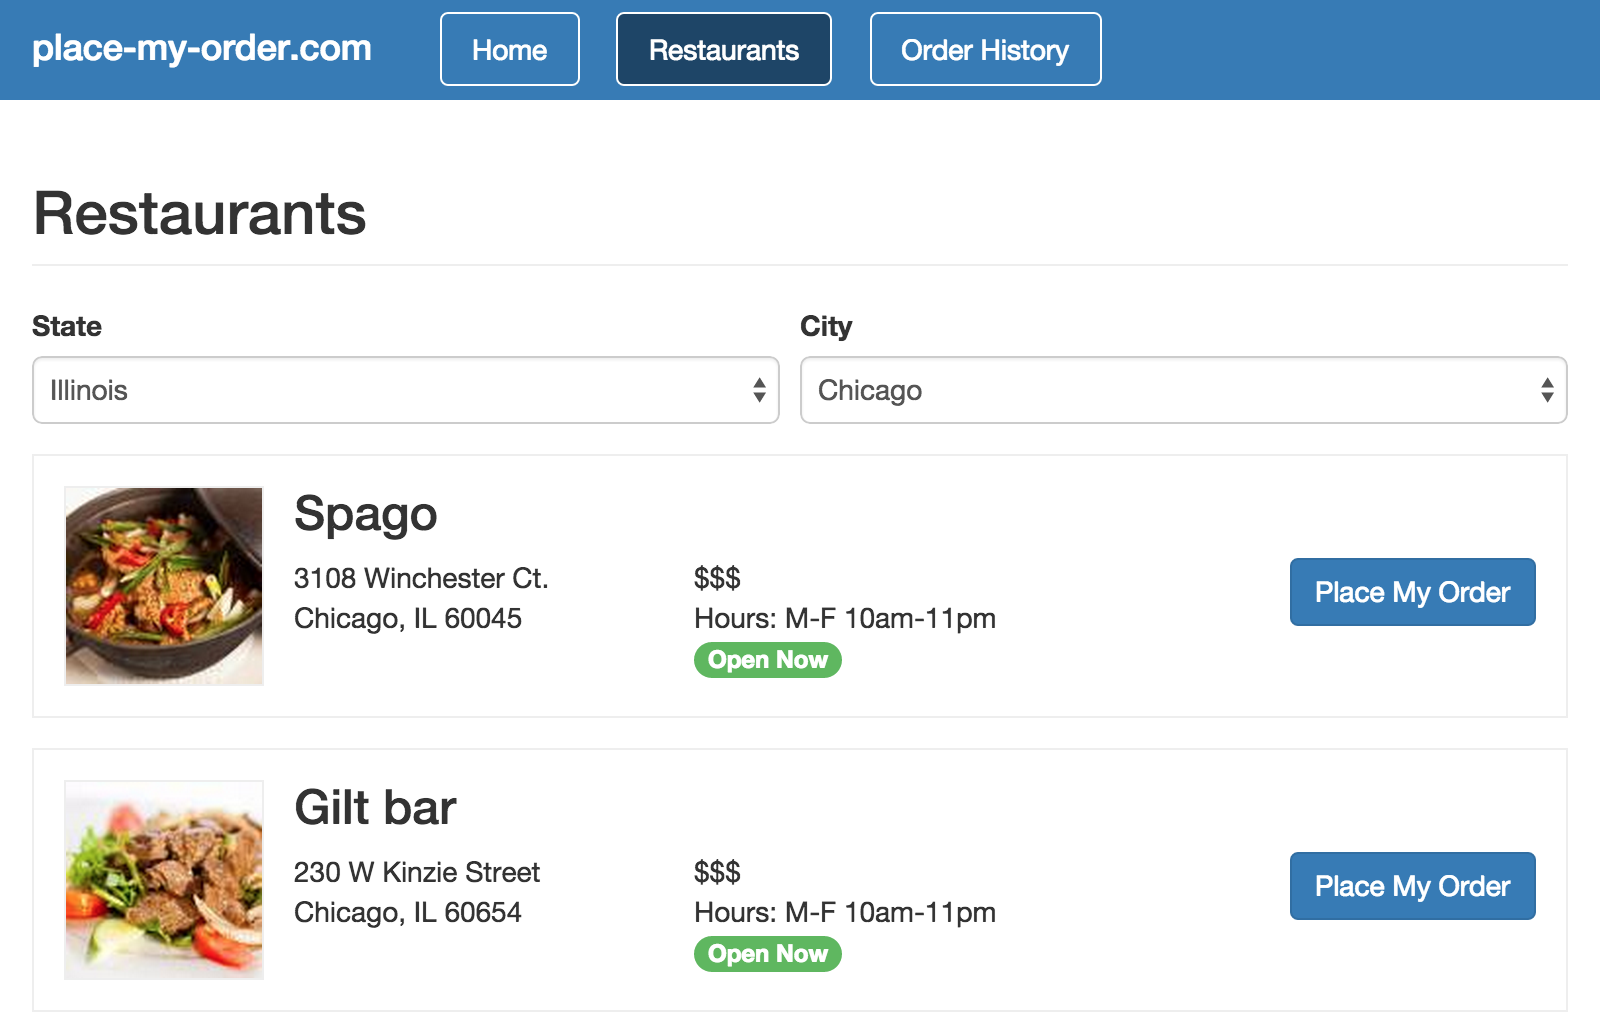 place-my-order.com
Home
Restaurants
Order History
Restaurants
State
City
Illinois
Chicago
Spago
3108 Winchester Ct.
Chicago, IL 60045
$$$
Hours: M-F 10am-11pm
Open Now
Place My Order
Gilt bar
230 W Kinzie Street
Chicago, IL 60654
$$$
Hours: M-F 10am-11pm
Open Now
Place My Order